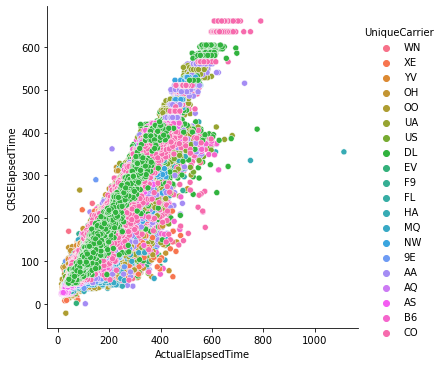 UniqueCarrier
WN
XE
YV
OH
OO
UA
US
DL
EV
F9
FL
HA
MQ
NW
9E
AA
AQ
AS
B6
CO
600
500
400
300
200
100
0
CRSElapsedTime
0 200 400 600 800 1000
ActualElapsedTime